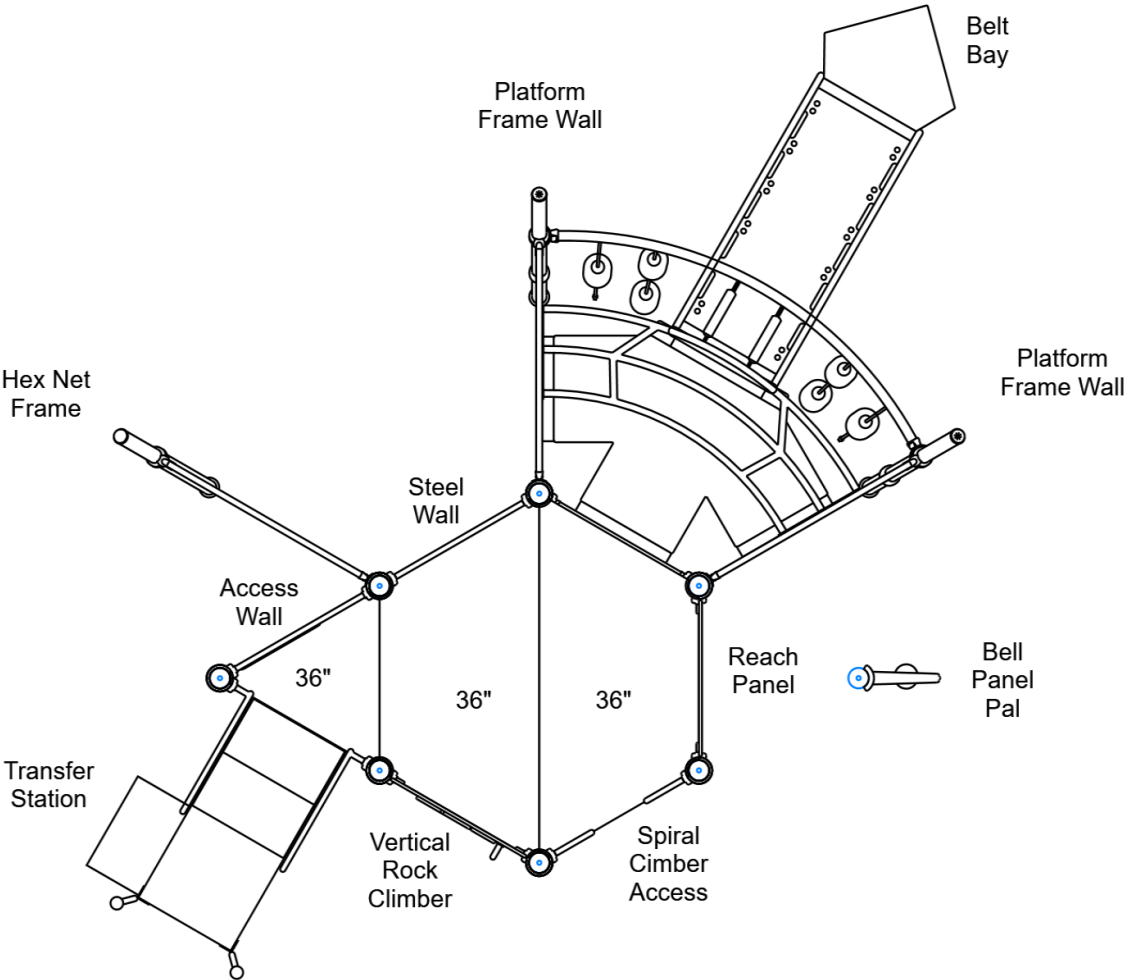 Belt
Bay
Platform
Frame Wall
Platform
Frame Wall
Hex Net
Frame
Steel
Wall
Access
Wall
36"
36"
36"
Reach
Panel
Bell
Panel
Pal
Transfer
Station
Vertical
Rock
Climber
Spiral
Cimber
Access